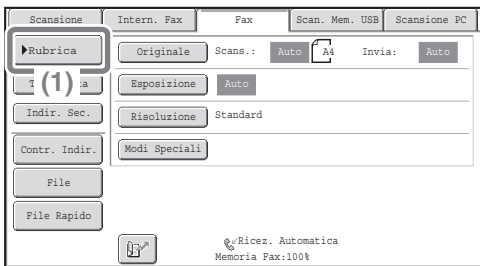 Scansione Intern. Fax Fax Scan. Mem. USB Scansione PC
Rubrica Originale Scans.: Auto A4 Invia: Auto
(1)
Esposizione Auto
Indir. Sec. Risoluzione Standard
Contr. Indir. Modi Speciali
File
File Rapido
Ricez. Automatica
Memoria Fax:100%